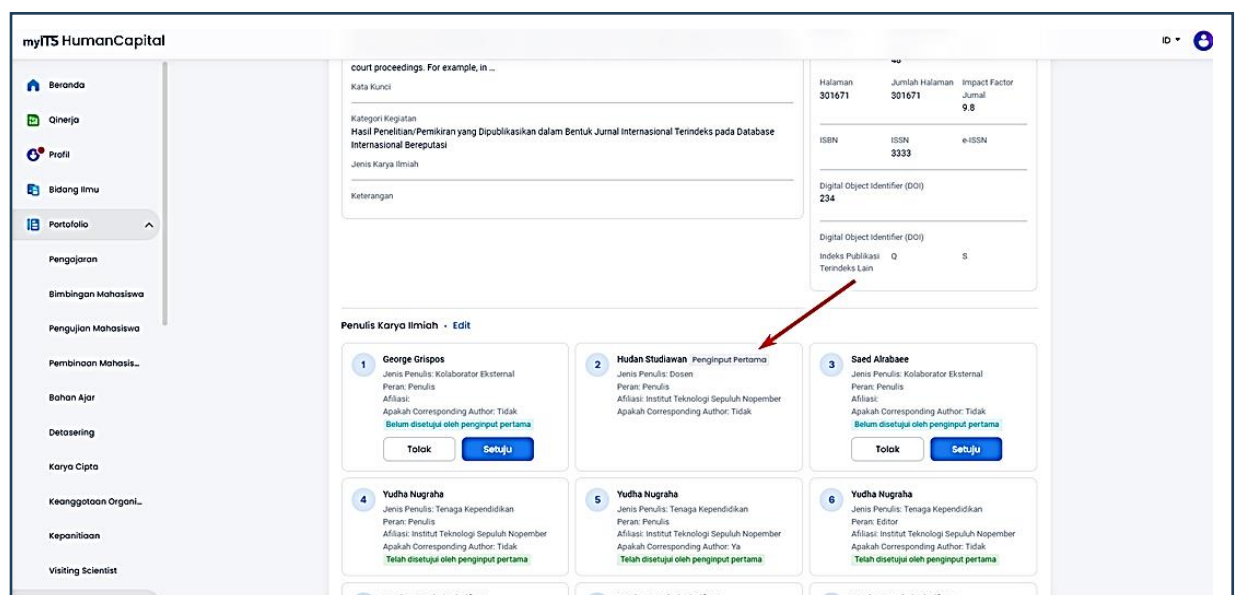 myITS HumanCapital
ID
Beranda
Qinerja
Profil
Bidang Ilmu
Portofolio
Pengajaran
Bimbingan Mahasiswa
Pengujian Mahasiswa
Pembinaan Mahasis...
Bahan Ajar
Detasering
Karya Cipta
Keanggotaan Organi...
Kepanitiaan
Visiting Scientist
court proceedings. For example, in ...
Kata Kunci
Kategori Kegiatan
Hasil Penelitian/Pemikiran yang Dipublikasikan dalam Bentuk Jurnal Internasional Terindeks pada Database
Internasional Bereputasi
Jenis Karya Ilmiah
Keterangan
Halaman Jumlah Halaman Impact Factor
301671 301671 Jurnal
9.8
ISBN ISSN e-ISSN
3333
Digital Object Identifier (DOI)
234
Digital Object Identifier (DOI)
Indeks Publikasi Q S
Terindeks Lain
Penulis Karya Ilmiah - Edit
1 George Grispos
Jenis Penulis: Kolaborator Eksternal
Peran: Penulis
Afiliasi:
Apakah Corresponding Author: Tidak
Belum disetujui oleh penginput pertama
Tolak Setuju
2 Hudan Studiawan Penginput Pertama
Jenis Penulis: Dosen
Peran: Penulis
Afiliasi: Institut Teknologi Sepuluh Nopember
Apakah Corresponding Author: Tidak
3 Saed Alrabaee
Jenis Penulis: Kolaborator Eksternal
Peran: Penulis
Afiliasi:
Apakah Corresponding Author: Tidak
Belum disetujui oleh penginput pertama
Tolak Setuju
4 Yudha Nugraha
Jenis Penulis: Tenaga Kependidikan
Peran: Penulis
Afiliasi: Institut Teknologi Sepuluh Nopember
Apakah Corresponding Author: Tidak
Telah disetujui oleh penginput pertama
5 Yudha Nugraha
Jenis Penulis: Tenaga Kependidikan
Peran: Penulis
Afiliasi: Institut Teknologi Sepuluh Nopember
Apakah Corresponding Author: Ya
Telah disetujui oleh penginput pertama
6 Yudha Nugraha
Jenis Penulis: Tenaga Kependidikan
Peran: Editor
Afiliasi: Institut Teknologi Sepuluh Nopember
Apakah Corresponding Author: Tidak
Telah disetujui oleh penginput pertama